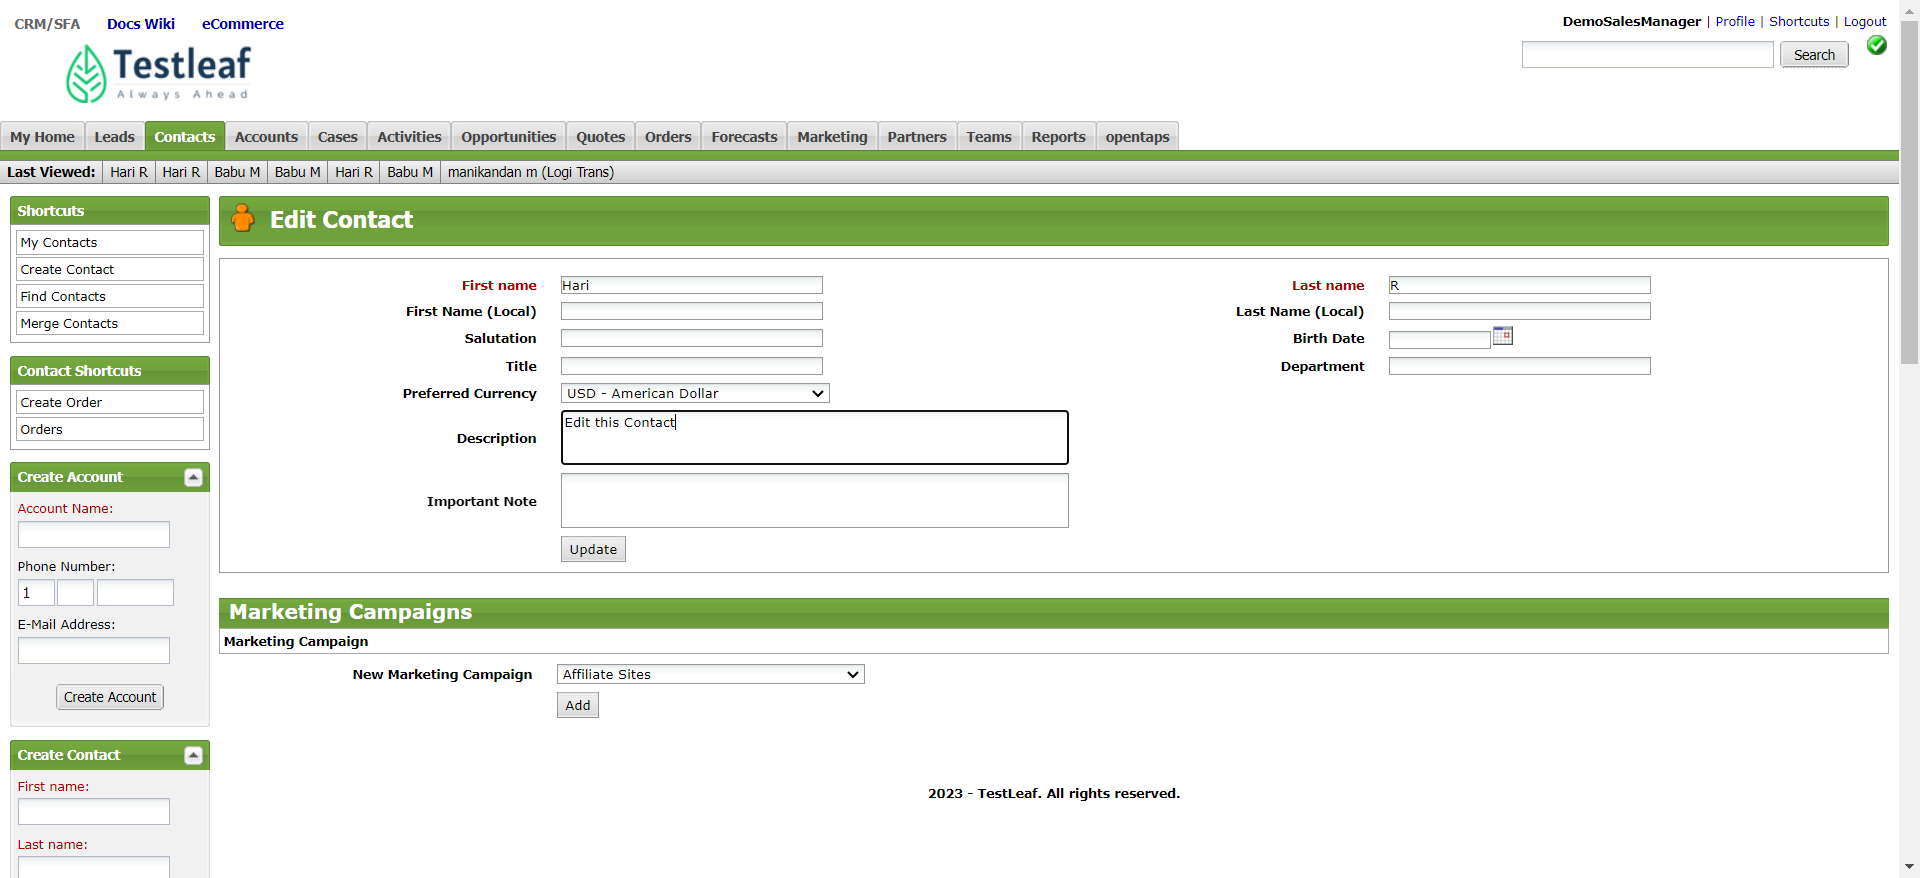 CRM/SFA Docs Wiki eCommerce
DemoSalesManager | Profile | Shortcuts | Logout
Testleaf
Always Ahead
Search
My Home Leads Contacts Accounts Cases Activities Opportunities Quotes Orders Forecasts Marketing Partners Teams Reports opentaps
Last Viewed: Hari R Hari R Babu M Babu M Hari R Babu M manikandan m (Logi Trans)
Shortcuts
My Contacts
Create Contact
Find Contacts
Merge Contacts
Contact Shortcuts
Create Order
Orders
Create Account
Account Name:
Phone Number:
1
E-Mail Address:
Create Account
Create Contact
First name:
Last name:
Edit Contact
First name Hari Last name R
First Name (Local) Last Name (Local)
Salutation Birth Date
Title Department
Preferred Currency USD - American Dollar
Description Edit this Contact
Important Note
Update
Marketing Campaigns
Marketing Campaign
New Marketing Campaign Affiliate Sites
Add
2023 - TestLeaf. All rights reserved.